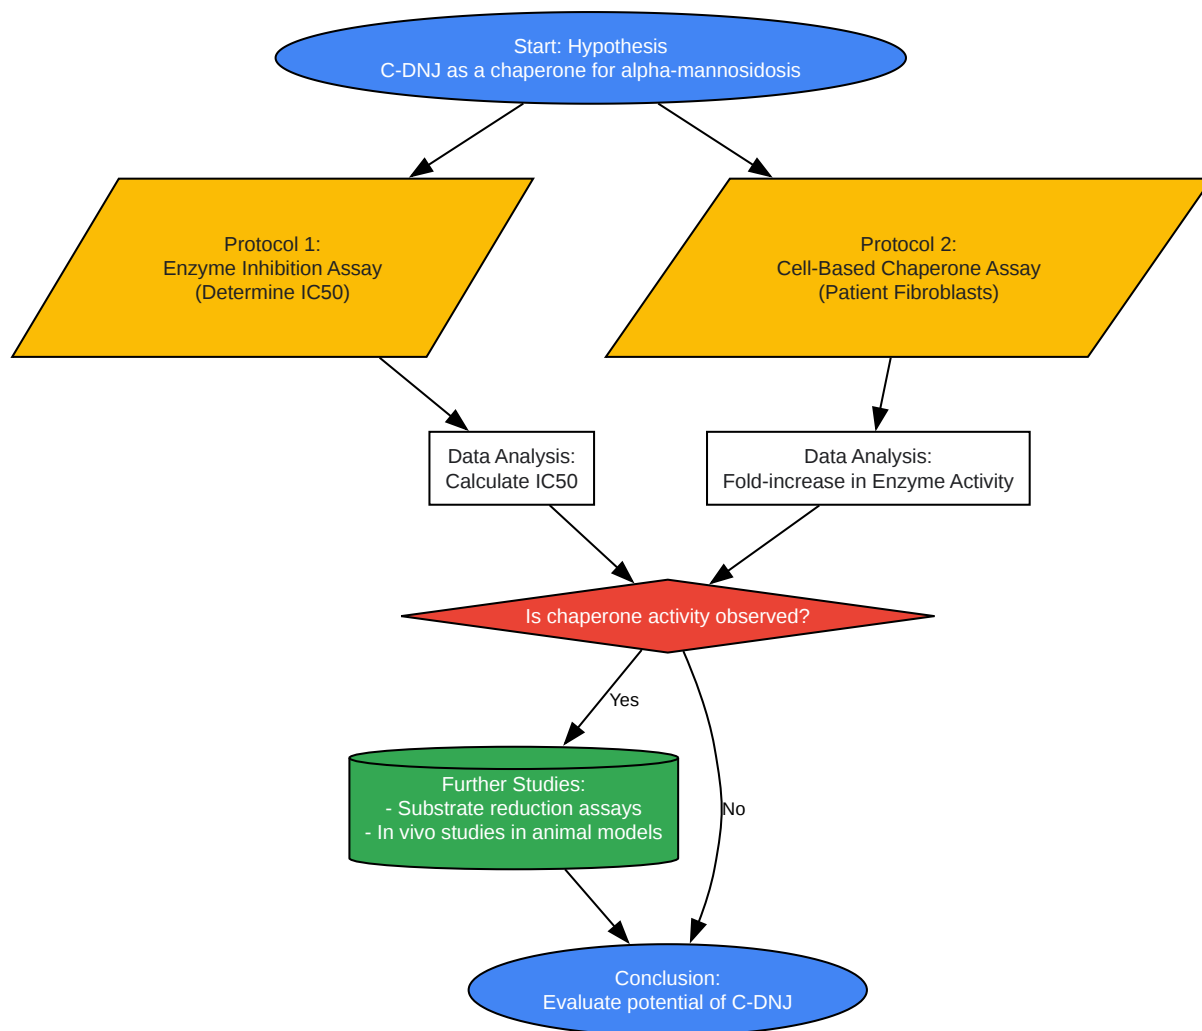 Start: Hypothesis
C-DNJ as a chaperone for alpha-mannosidosis
Protocol 1:
Enzyme Inhibition Assay
(Determine IC50)
Protocol 2:
Cell-Based Chaperone Assay
(Patient Fibroblasts)
Data Analysis:
Calculate IC50
Data Analysis:
Fold-increase in Enzyme Activity
Is chaperone activity observed?
Yes
Further Studies:
- Substrate reduction assays
- In vivo studies in animal models
No
Conclusion:
Evaluate potential of C-DNJ